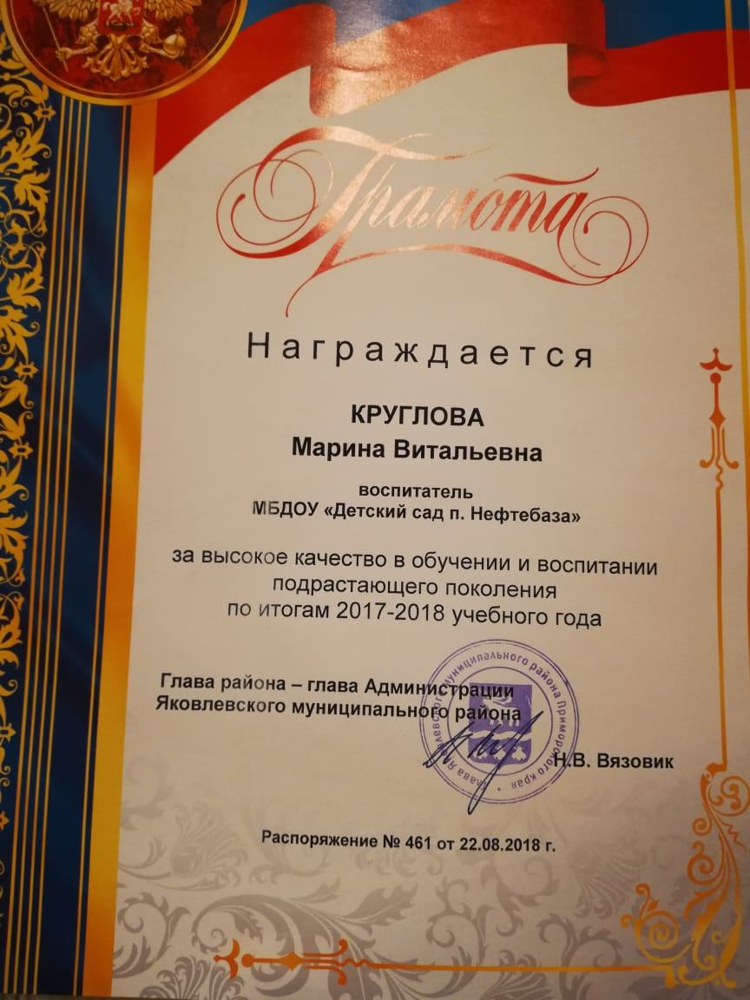 Грамота
Награждается
КРУГЛОВА
Марина Витальевна
воспитатель
МБДОУ «Детский сад п. Нефтебаза»
за высокое качество в обучении и воспитании
подрастающего поколения
по итогам 2017-2018 учебного года
Глава района – глава Администрации
Яковлевского муниципального района
Глава Яковлевского муниципального района Приморского края *
Н.В. Вязовик
Распоряжение № 461 от 22.08.2018 г.